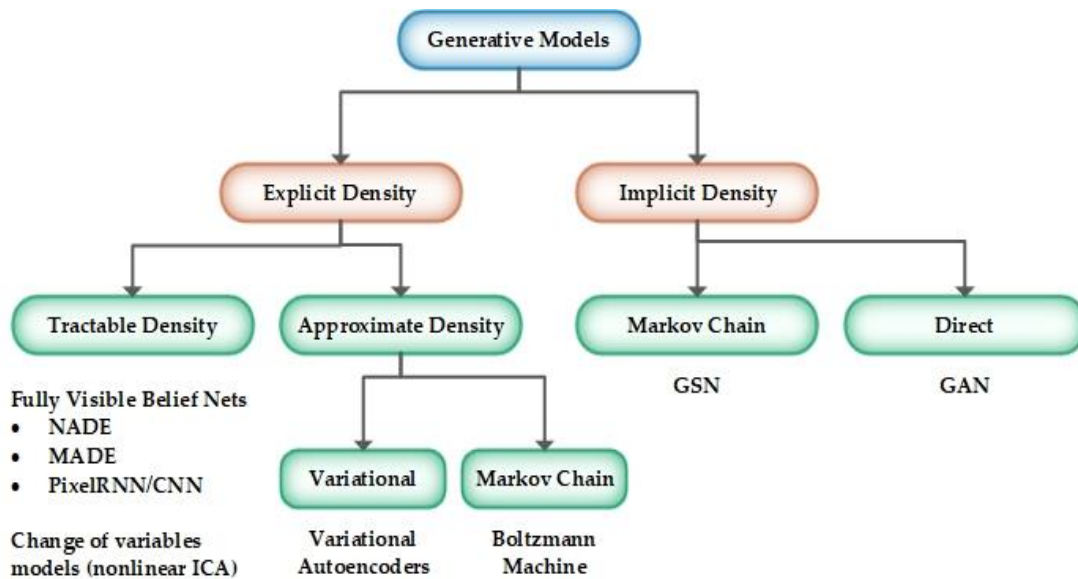 Generative Models
Explicit Density
Implicit Density
Tractable Density
Approximate Density
Markov Chain
Direct
GSN
GAN
Fully Visible Belief Nets
• NADE
• MADE
• PixelRNN/CNN
Variational
Markov Chain
Change of variables
models (nonlinear ICA)
Variational
Autoencoders
Boltzmann
Machine